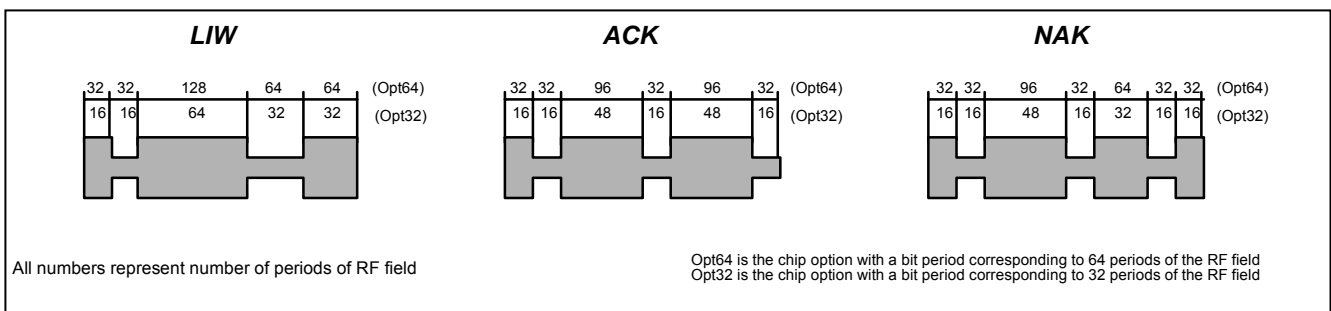 LIW ACK NAK
32 32 128 64 64 (Opt64) 32 32 96 32 96 32 (Opt64) 32 32 96 32 64 32 32 (Opt64)
16 16 64 32 32 (Opt32) 16 16 48 16 48 16 (Opt32) 16 16 48 16 32 16 16 (Opt32)
All numbers represent number of periods of RF field
Opt64 is the chip option with a bit period corresponding to 64 periods of the RF field
Opt32 is the chip option with a bit period corresponding to 32 periods of the RF field